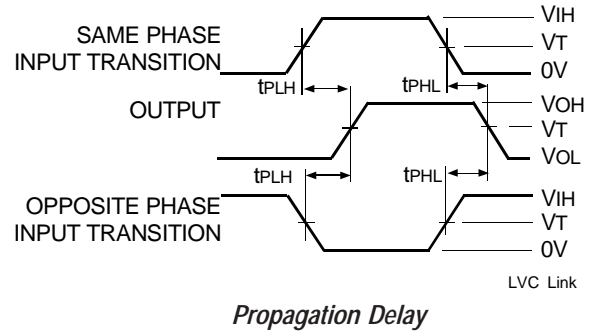 SAME PHASE
INPUT TRANSITION
VIH
VT
0V
tPLH
tPHL
OUTPUT
VOH
VT
VOL
tPLH
tPHL
OPPOSITE PHASE
INPUT TRANSITION
VIH
VT
0V
LVC Link
Propagation Delay